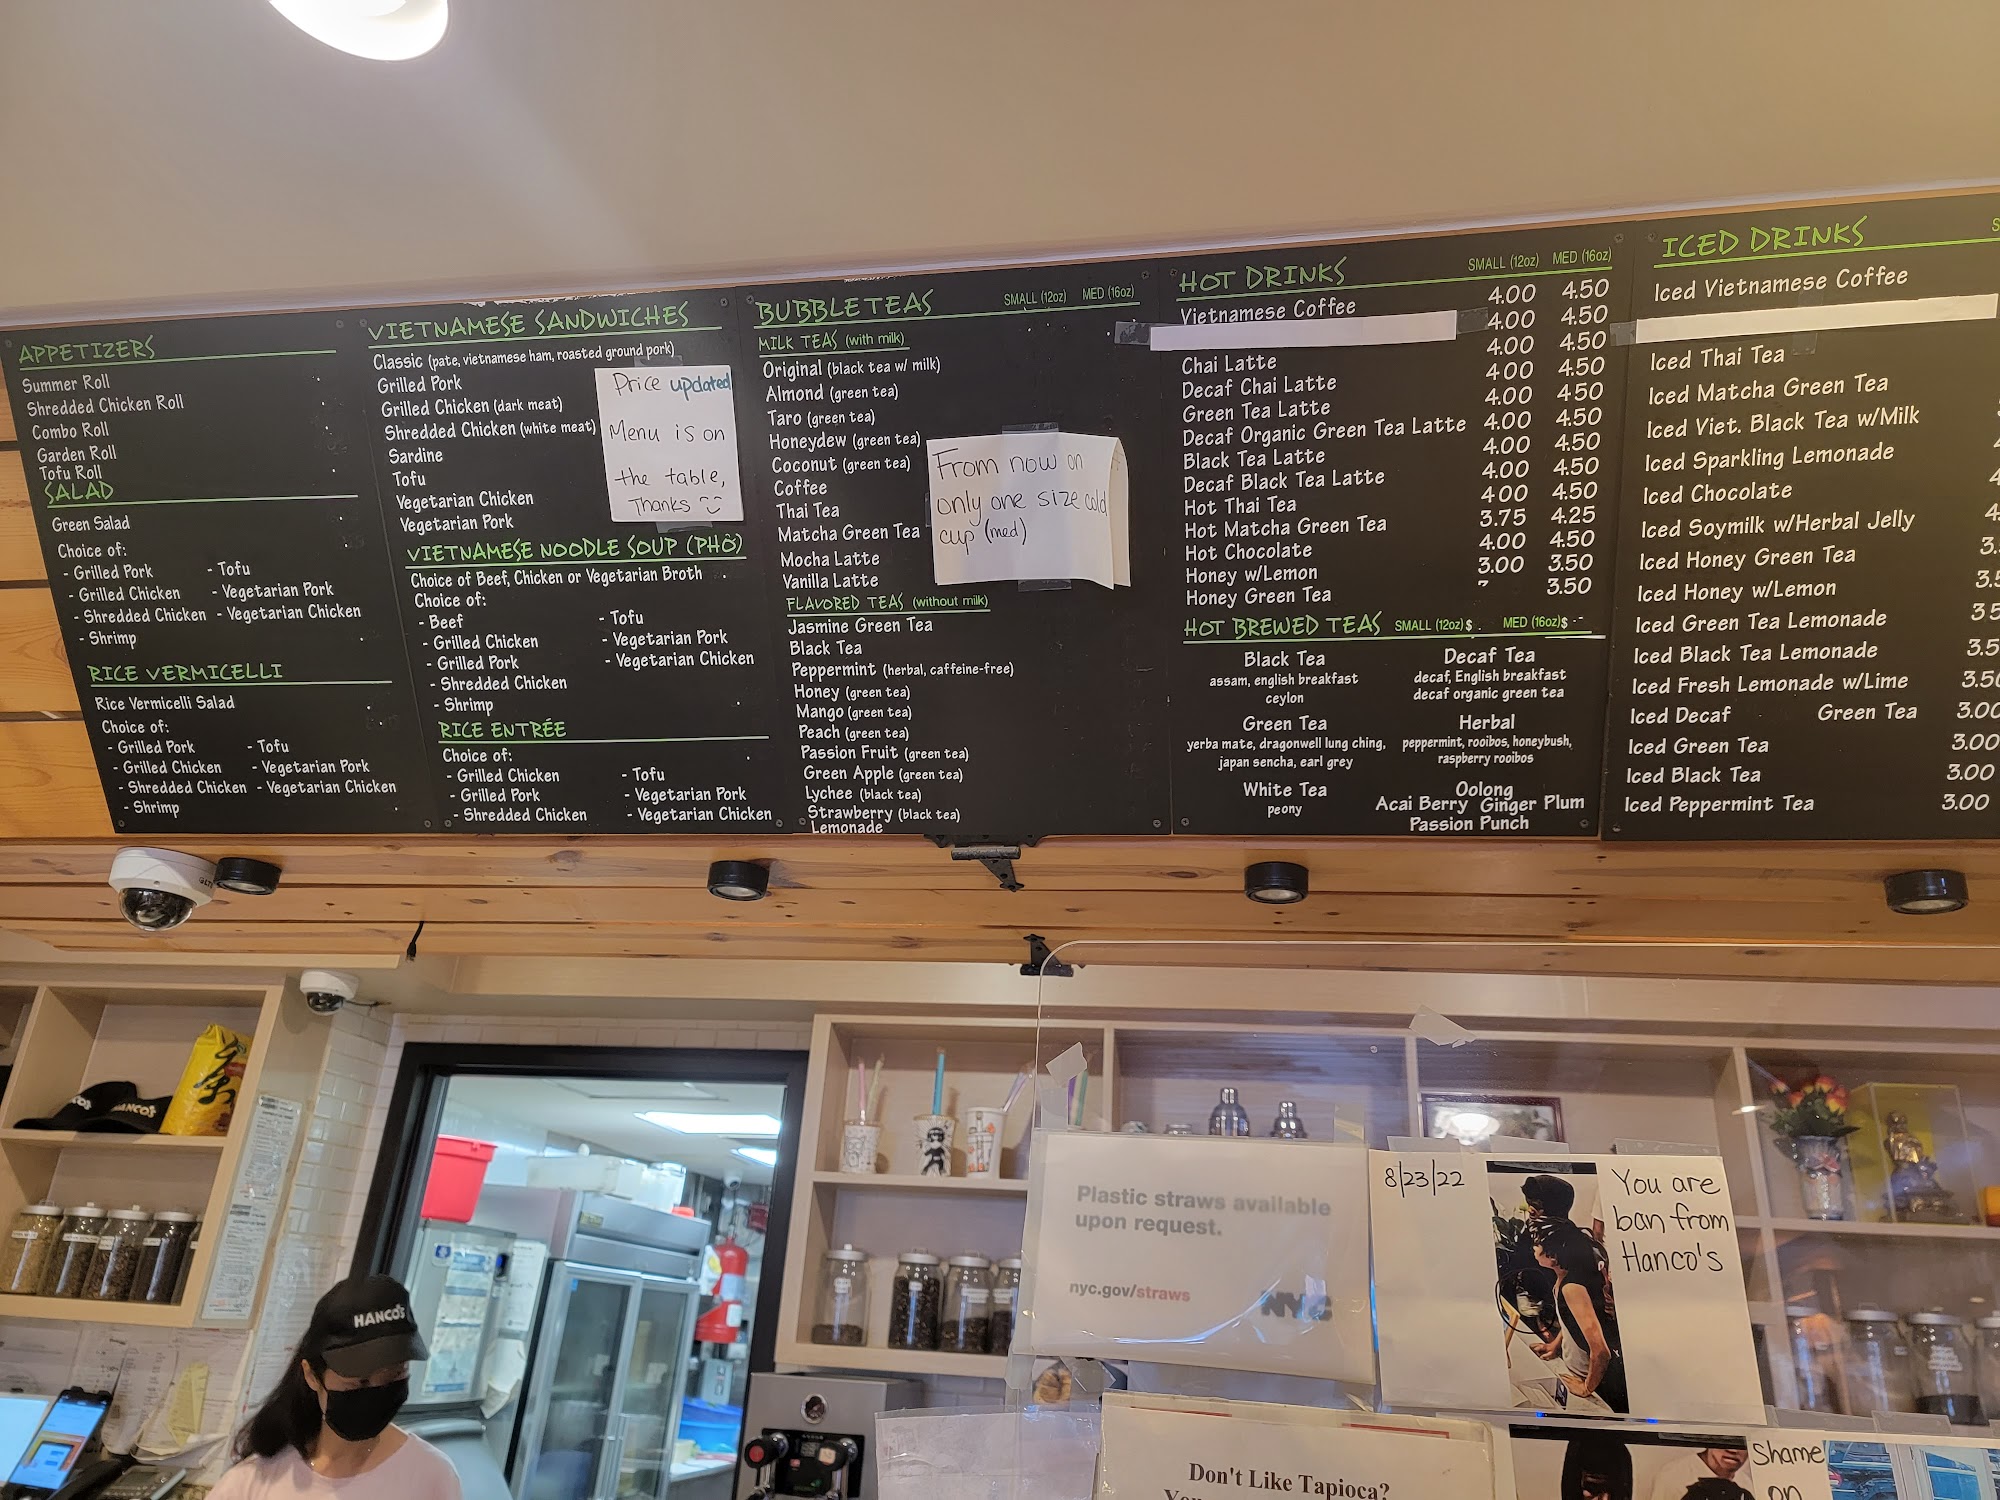 APPETIZERS
Summer Roll
Shredded Chicken Roll
Combo Roll
Garden Roll
Tofu Roll
SALAD
Green Salad
Choice of:
- Grilled Pork - Tofu
- Grilled Chicken - Vegetarian Pork
- Shredded Chicken - Vegetarian Chicken
- Shrimp
RICE VERMICELLI
Rice Vermicelli Salad
Choice of:
- Grilled Pork - Tofu
- Grilled Chicken - Vegetarian Pork
- Shredded Chicken - Vegetarian Chicken
- Shrimp
VIETNAMESE SANDWICHES
Classic (pate, vietnamese ham, roasted ground pork)
Grilled Pork
Grilled Chicken (dark meat)
Shredded Chicken (white meat)
Sardine
Tofu
Vegetarian Chicken
Vegetarian Pork
Price updated
Menu is on
the table,
Thanks
VIETNAMESE NOODLE SOUP (PHỞ)
Choice of Beef, Chicken or Vegetarian Broth
Choice of:
- Beef - Tofu
- Grilled Chicken - Vegetarian Pork
- Grilled Pork - Vegetarian Chicken
- Shredded Chicken
- Shrimp
RICE ENTRÉE
Choice of:
- Grilled Chicken - Tofu
- Grilled Pork - Vegetarian Pork
- Shredded Chicken - Vegetarian Chicken
BUBBLE TEAS SMALL (12oz) MED (16oz)
MILK TEAS (with milk)
Original (black tea w/ milk)
Almond (green tea)
Taro (green tea)
Honeydew (green tea)
Coconut (green tea)
Coffee
Thai Tea
Matcha Green Tea
Mocha Latte
Vanilla Latte
From now on
only one size cold
cup (med)
FLAVORED TEAS (without milk)
Jasmine Green Tea
Black Tea
Peppermint (herbal, caffeine-free)
Honey (green tea)
Mango (green tea)
Peach (green tea)
Passion Fruit (green tea)
Green Apple (green tea)
Lychee (black tea)
Strawberry (black tea)
Lemonade
HOT DRINKS SMALL (12oz) MED (16oz)
Vietnamese Coffee 4.00 4.50
4.00 4.50
Chai Latte 4.00 4.50
Decaf Chai Latte 4.00 4.50
Green Tea Latte 4.00 4.50
Decaf Organic Green Tea Latte 4.00 4.50
Black Tea Latte 4.00 4.50
Decaf Black Tea Latte 4.00 4.50
Hot Thai Tea 4.00 4.50
Hot Matcha Green Tea 3.75 4.25
Hot Chocolate 4.00 4.50
Honey w/Lemon 3.00 3.50
Honey Green Tea 3.50
HOT BREWED TEAS SMALL (12oz) $ MED (16oz) $
Black Tea
assam, english breakfast
ceylon
Decaf Tea
decaf, English breakfast
decaf organic green tea
Green Tea
yerba mate, dragonwell lung ching,
japan sencha, earl grey
Herbal
peppermint, rooibos, honeybush,
raspberry rooibos
White Tea
peony
Oolong
Acai Berry Ginger Plum
Passion Punch
ICED DRINKS
Iced Vietnamese Coffee
Iced Thai Tea
Iced Matcha Green Tea
Iced Viet. Black Tea w/Milk
Iced Sparkling Lemonade
Iced Chocolate
Iced Soymilk w/Herbal Jelly
Iced Honey Green Tea
Iced Honey w/Lemon
Iced Green Tea Lemonade
Iced Black Tea Lemonade
Iced Fresh Lemonade w/Lime 3.50
Iced Decaf Green Tea 3.00
Iced Green Tea 3.00
Iced Black Tea 3.00
Iced Peppermint Tea 3.00
HANCO'S
Plastic straws available
upon request.
nyc.gov/straws
NYC
8/23/22
You are
ban from
Hanco's
Don't Like Tapioca?
Shame
on